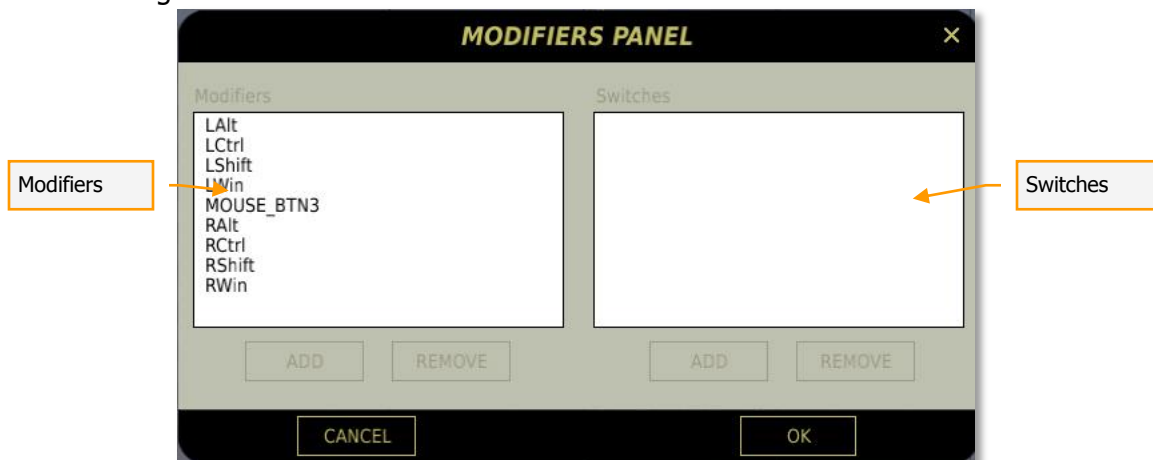 MODIFIERS PANEL ×
Modifiers
Switches
LAlt
LCtrl
LShift
LWin
MOUSE_BTN3
RAlt
RCtrl
RShift
RWin
Modifiers
Switches
ADD REMOVE ADD REMOVE
CANCEL OK